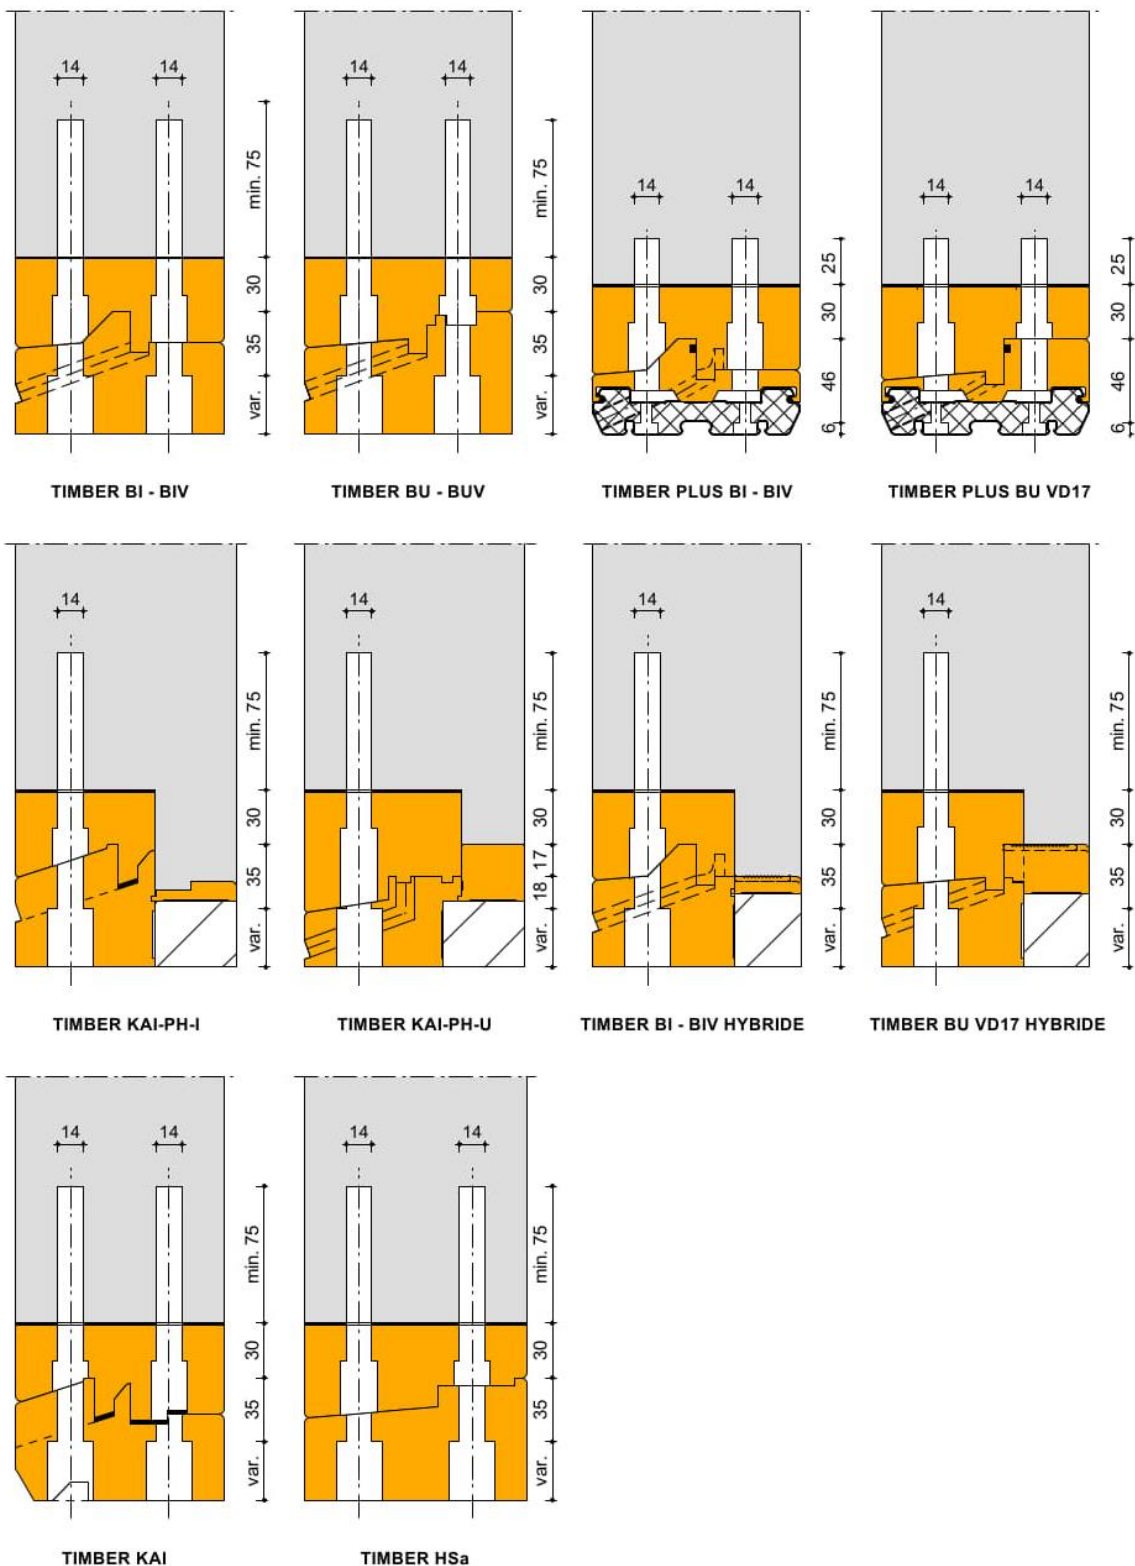 14 14 14 14
14 14 14 14
min. 75 min. 75 25 25
30 30 30 30
35 35 46 46
var. var. 6 6
TIMBER BI - BIV TIMBER BU - BUV TIMBER PLUS BI - BIV TIMBER PLUS BU VD17
14 14 14 14
min. 75 min. 75 min. 75 min. 75
30 30 30 30
35 17 35 35
18
var. var. var. var.
TIMBER KAI-PH-I TIMBER KAI-PH-U TIMBER BI - BIV HYBRIDE TIMBER BU VD17 HYBRIDE
14 14 14 14
min. 75 min. 75
30 30
35 35
var. var.
TIMBER KAI TIMBER HSa